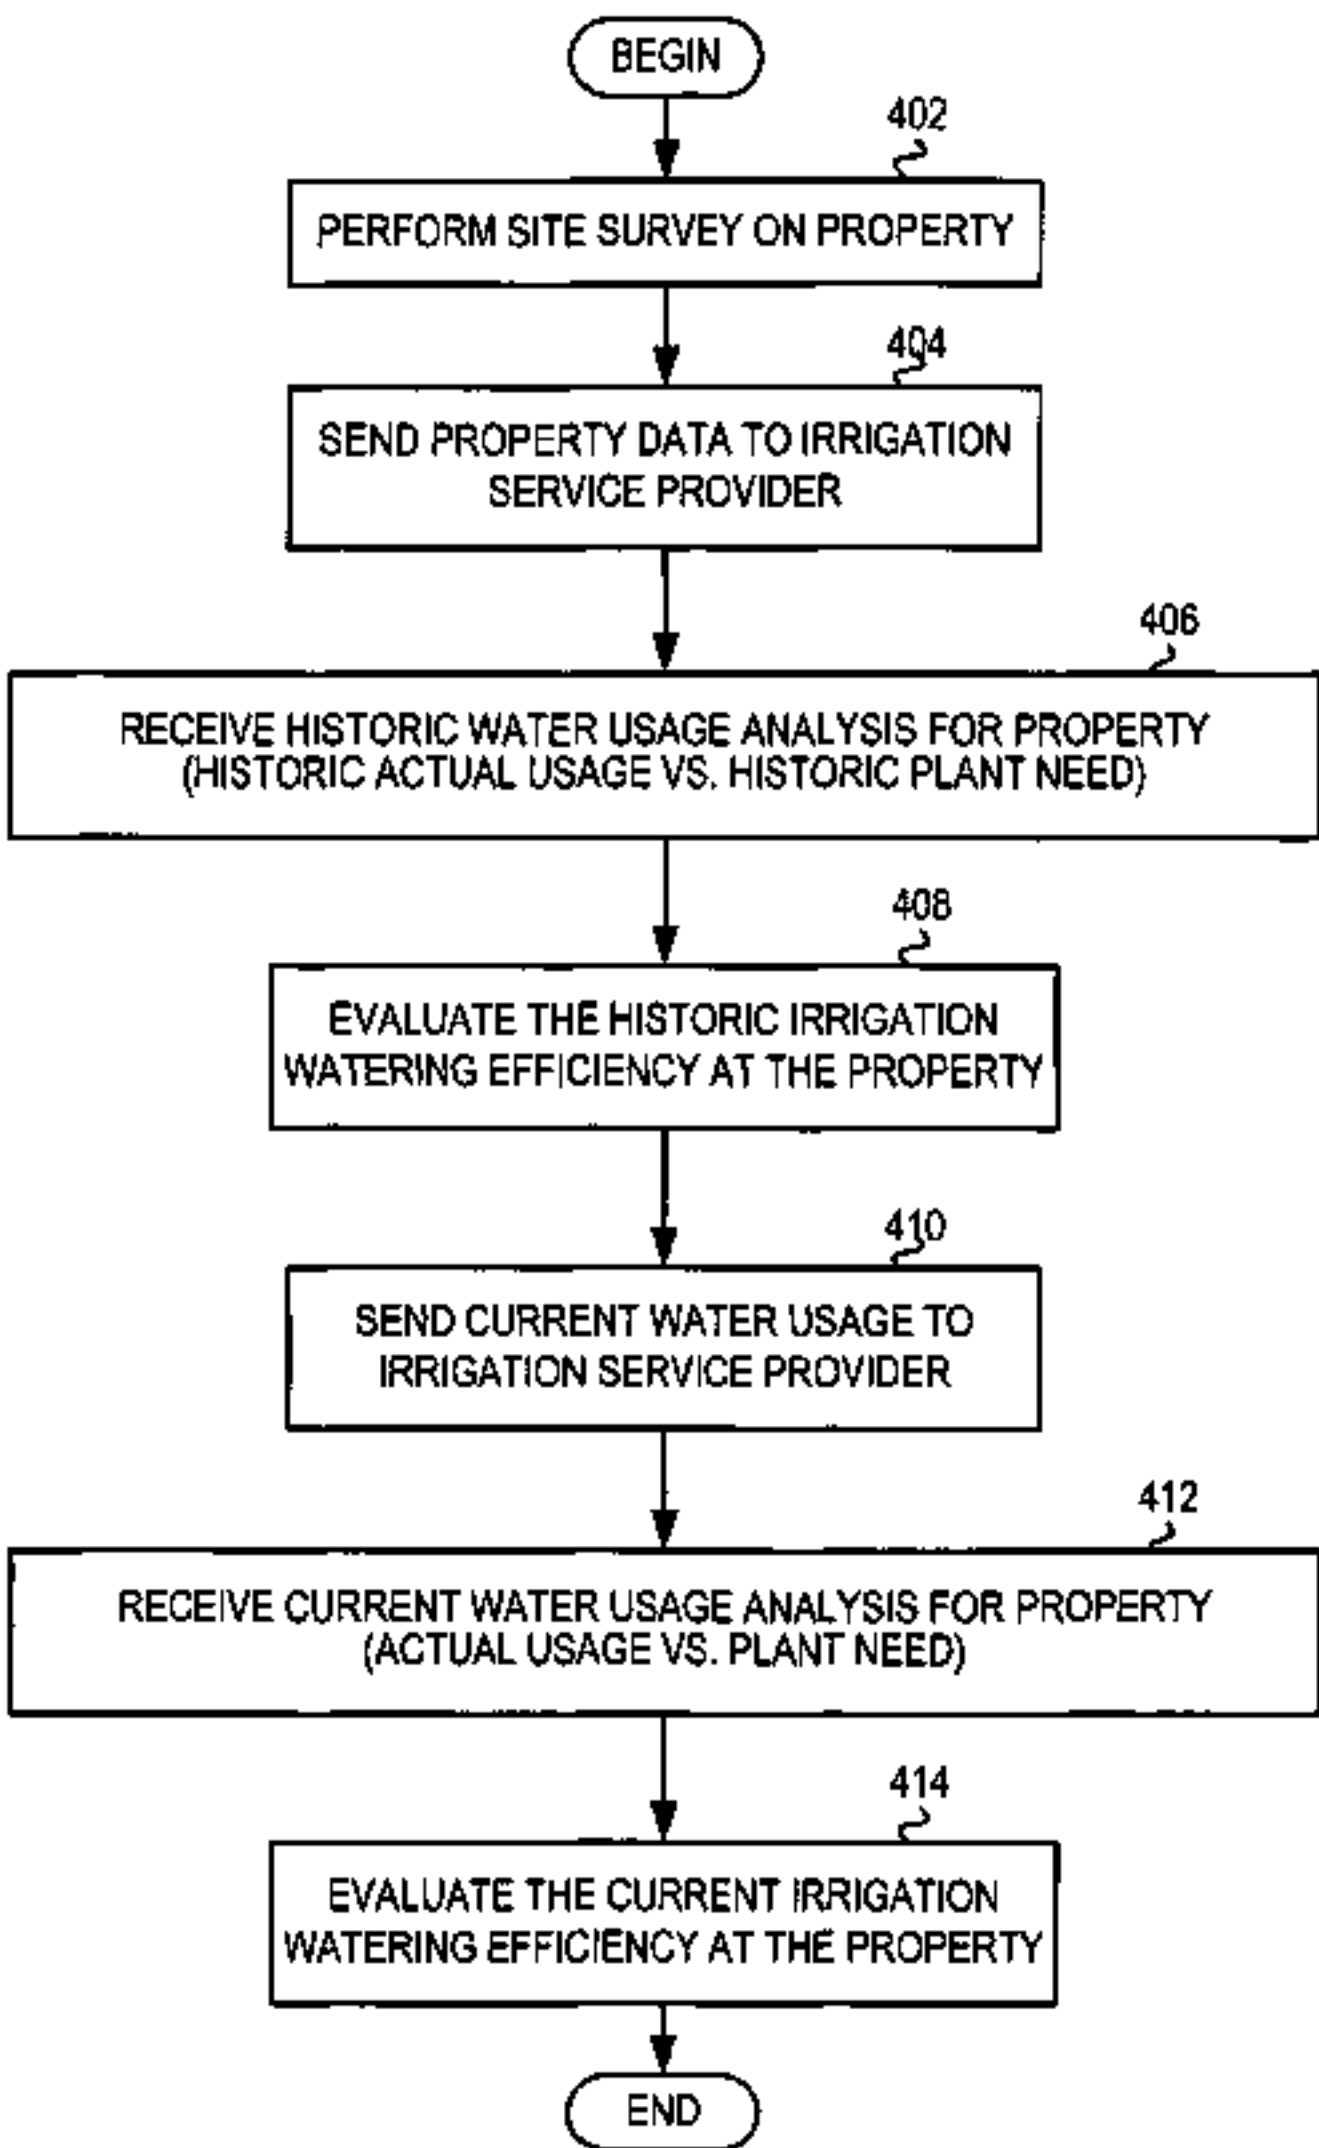 BEGIN
402
PERFORM SITE SURVEY ON PROPERTY
404
SEND PROPERTY DATA TO IRRIGATION
SERVICE PROVIDER
406
RECEIVE HISTORIC WATER USAGE ANALYSIS FOR PROPERTY
(HISTORIC ACTUAL USAGE VS. HISTORIC PLANT NEED)
408
EVALUATE THE HISTORIC IRRIGATION
WATERING EFFICIENCY AT THE PROPERTY
410
SEND CURRENT WATER USAGE TO
IRRIGATION SERVICE PROVIDER
412
RECEIVE CURRENT WATER USAGE ANALYSIS FOR PROPERTY
(ACTUAL USAGE VS. PLANT NEED)
414
EVALUATE THE CURRENT IRRIGATION
WATERING EFFICIENCY AT THE PROPERTY
END